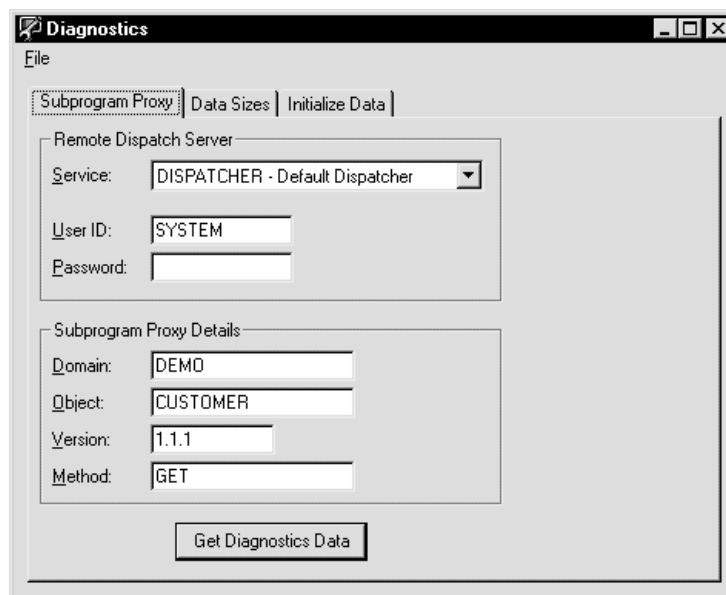 Diagnostics
File
Subprogram Proxy Data Sizes Initialize Data
Remote Dispatch Server
Service: DISPATCHER - Default Dispatcher
User ID: SYSTEM
Password:
Subprogram Proxy Details
Domain: DEMO
Object: CUSTOMER
Version: 1.1.1
Method: GET
Get Diagnostics Data